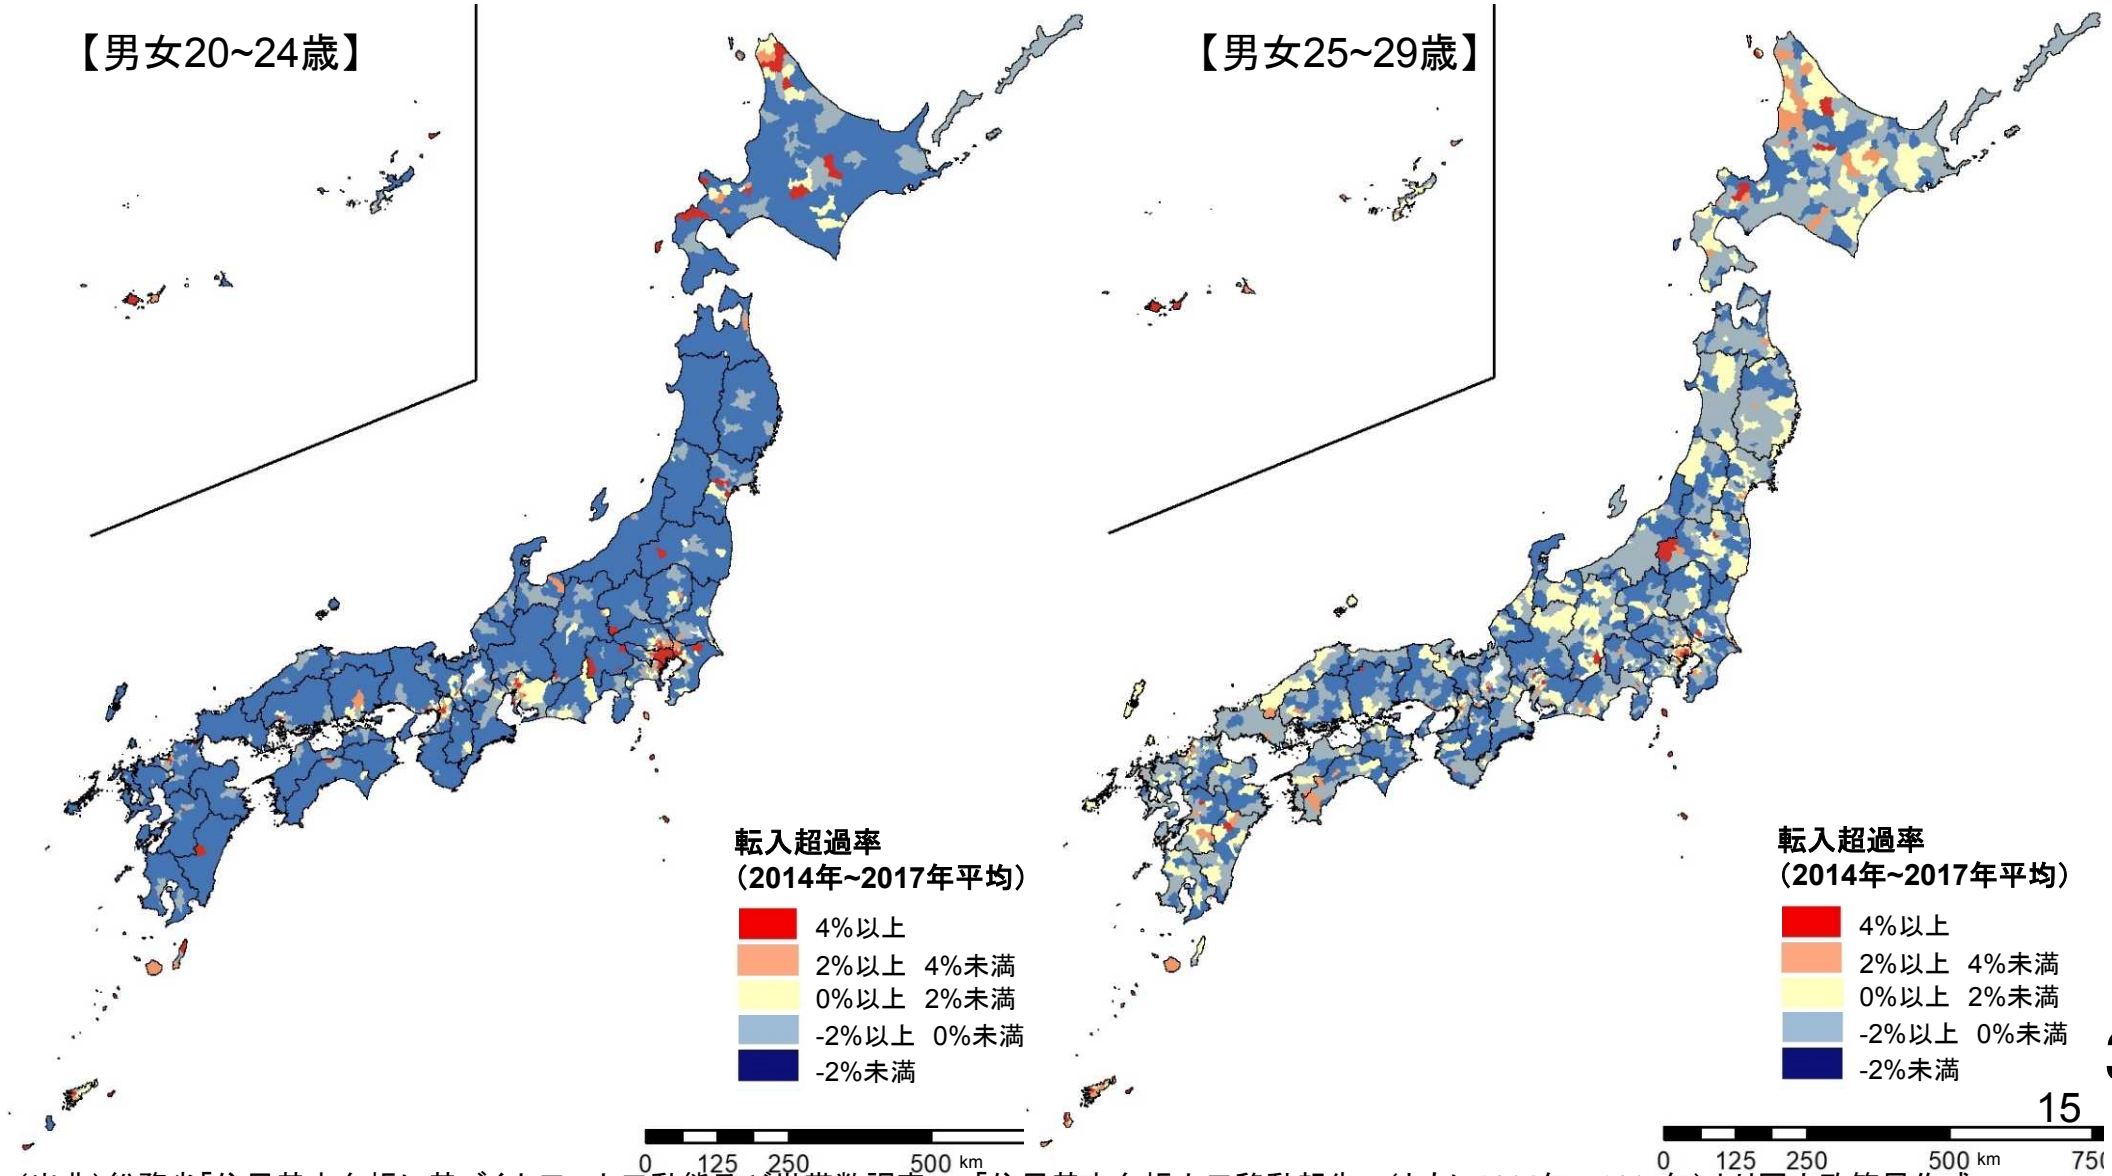 【男女20~24歳】
【男女25~29歳】
転入超過率
（2014年~2017年平均）
4%以上
2%以上 4%未満
0%以上 2%未満
-2%以上 0%未満
-2%未満
0 125 250 500 km
転入超過率
（2014年~2017年平均）
4%以上
2%以上 4%未満
0%以上 2%未満
-2%以上 0%未満
-2%未満
15
0 125 250 500 km 750